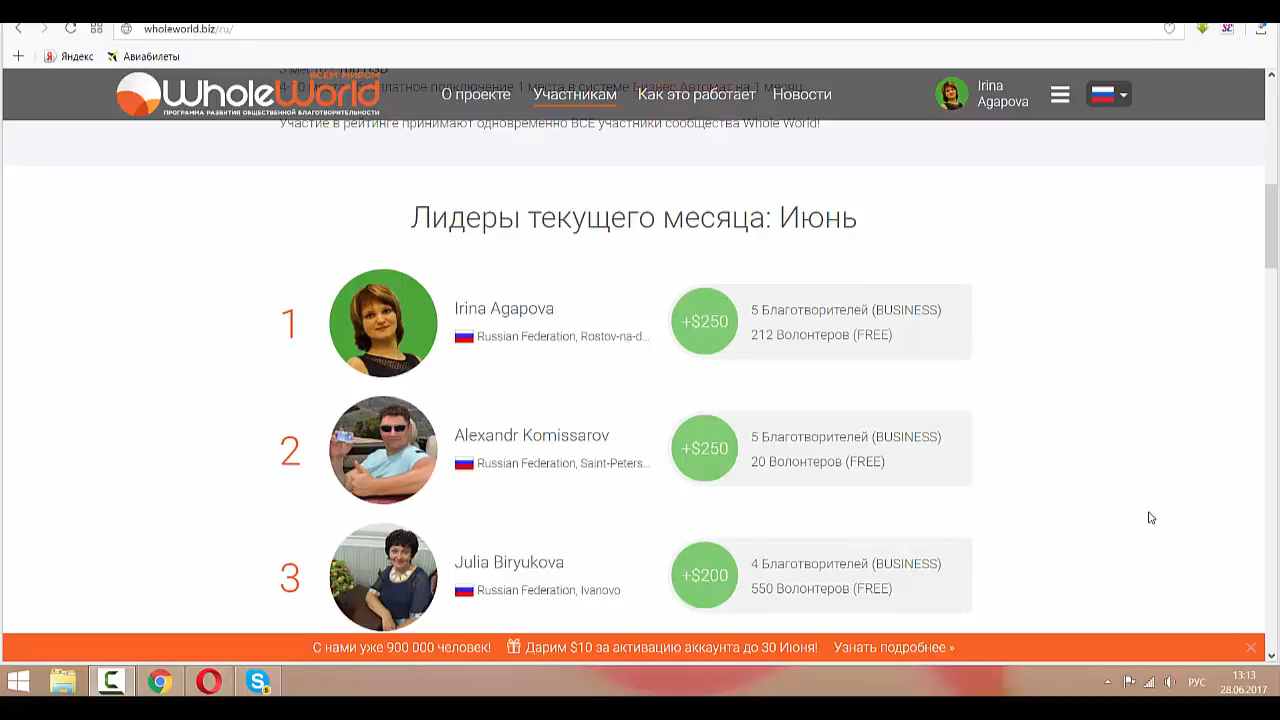 wholeworld.biz/ru/
Яндекс
Авиабилеты
ВСЕМ МИРОМ
WholeWorld
ПРОГРАММА РАЗВИТИЯ ОБЩЕСТВЕННОЙ БЛАГОТВОРИТЕЛЬНОСТИ
О проекте
Участникам
Как это работает
Новости
Irina
Agapova
Участие в рейтинге принимают одновременно ВСЕ участники сообщества Whole World!
Лидеры текущего месяца: Июнь
1
Irina Agapova
Russian Federation, Rostov-na-d...
+$250
5 Благотворителей (BUSINESS)
212 Волонтеров (FREE)
2
Alexandr Komissarov
Russian Federation, Saint-Peters...
+$250
5 Благотворителей (BUSINESS)
20 Волонтеров (FREE)
3
Julia Biryukova
Russian Federation, Ivanovo
+$200
4 Благотворителей (BUSINESS)
550 Волонтеров (FREE)
С нами уже 900 000 человек! Дарим $10 за активацию аккаунта до 30 Июня! Узнать подробнее »
РУС
13:13
28.06.2017